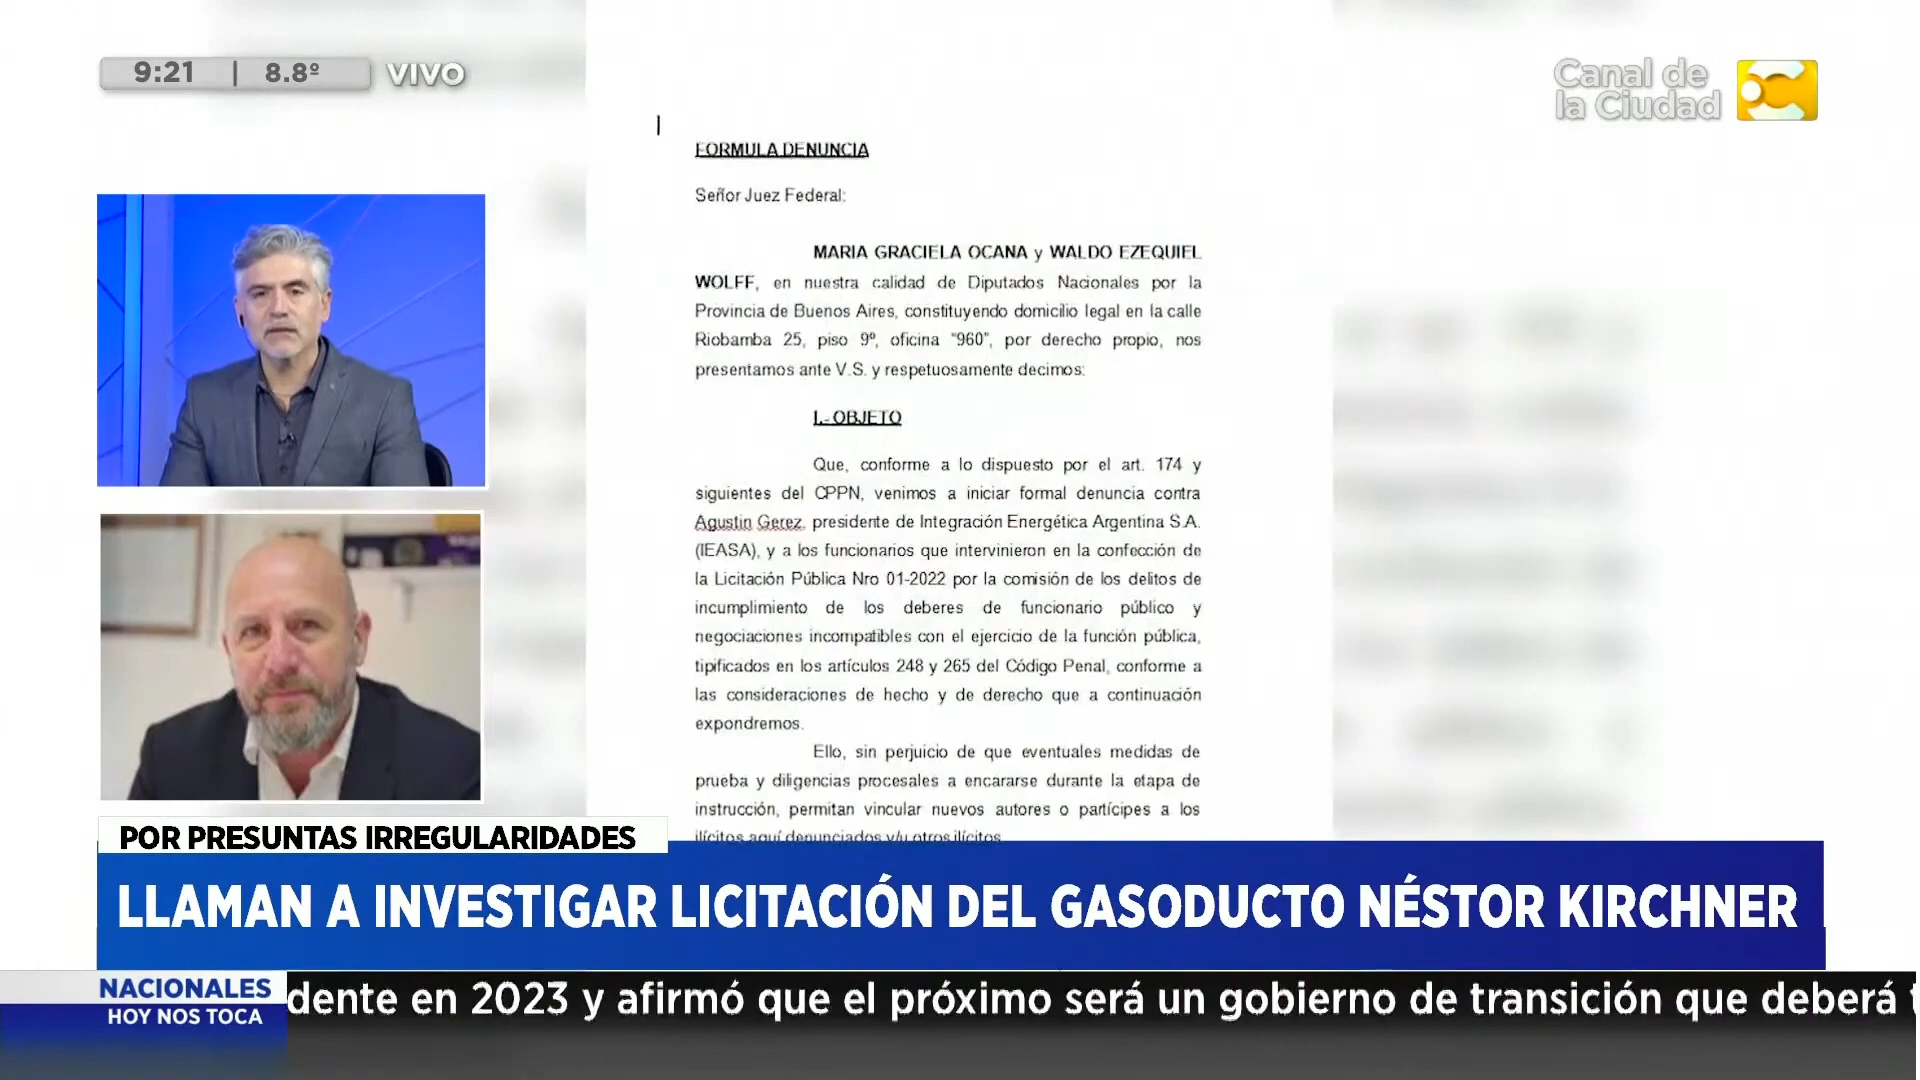 9:21 | 8.8º VIVO
Canal de
la Ciudad
FORMULA DENUNCIA
Señor Juez Federal:
MARIA GRACIELA OCANA y WALDO EZEQUIEL
WOLFF, en nuestra calidad de Diputados Nacionales por la
Provincia de Buenos Aires, constituyendo domicilio legal en la calle
Riobamba 25, piso 9º, oficina "960", por derecho propio, nos
presentamos ante V.S. y respetuosamente decimos:
I.- OBJETO
Que, conforme a lo dispuesto por el art. 174 y
siguientes del CPPN, venimos a iniciar formal denuncia contra
Agustin Gerez, presidente de Integración Energética Argentina S.A.
(IEASA), y a los funcionarios que intervinieron en la confección de
la Licitación Pública Nro 01-2022 por la comisión de los delitos de
incumplimiento de los deberes de funcionario público y
negociaciones incompatibles con el ejercicio de la función pública,
tipificados en los artículos 248 y 265 del Código Penal, conforme a
las consideraciones de hecho y de derecho que a continuación
expondremos.
Ello, sin perjuicio de que eventuales medidas de
prueba y diligencias procesales a encararse durante la etapa de
instrucción, permitan vincular nuevos autores o partícipes a los
ilícitos aquí denunciados y/u otros ilícitos.
POR PRESUNTAS IRREGULARIDADES
LLAMAN A INVESTIGAR LICITACIÓN DEL GASODUCTO NÉSTOR KIRCHNER
NACIONALES
HOY NOS TOCA
dente en 2023 y afirmó que el próximo será un gobierno de transición que deberá t